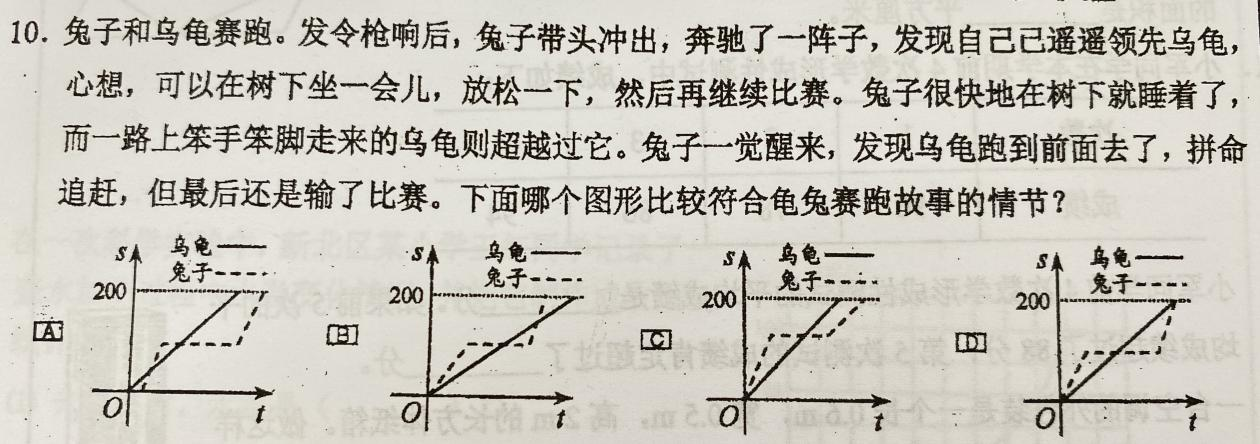 10. 兔子和乌龟赛跑。发令枪响后，兔子带头冲出，奔驰了一阵子，发现自己已遥遥领先乌龟，
心想，可以在树下坐一会儿，放松一下，然后再继续比赛。兔子很快地在树下就睡着了，
而一路上笨手笨脚走来的乌龟则超越过它。兔子一觉醒来，发现乌龟跑到前面去了，拼命
追赶，但最后还是输了比赛。下面哪个图形比较符合龟兔赛跑故事的情节？
A s 200 乌龟 兔子 O t
B s 200 乌龟 兔子 O t
C s 200 乌龟 兔子 O t
D s 200 乌龟 兔子 O t